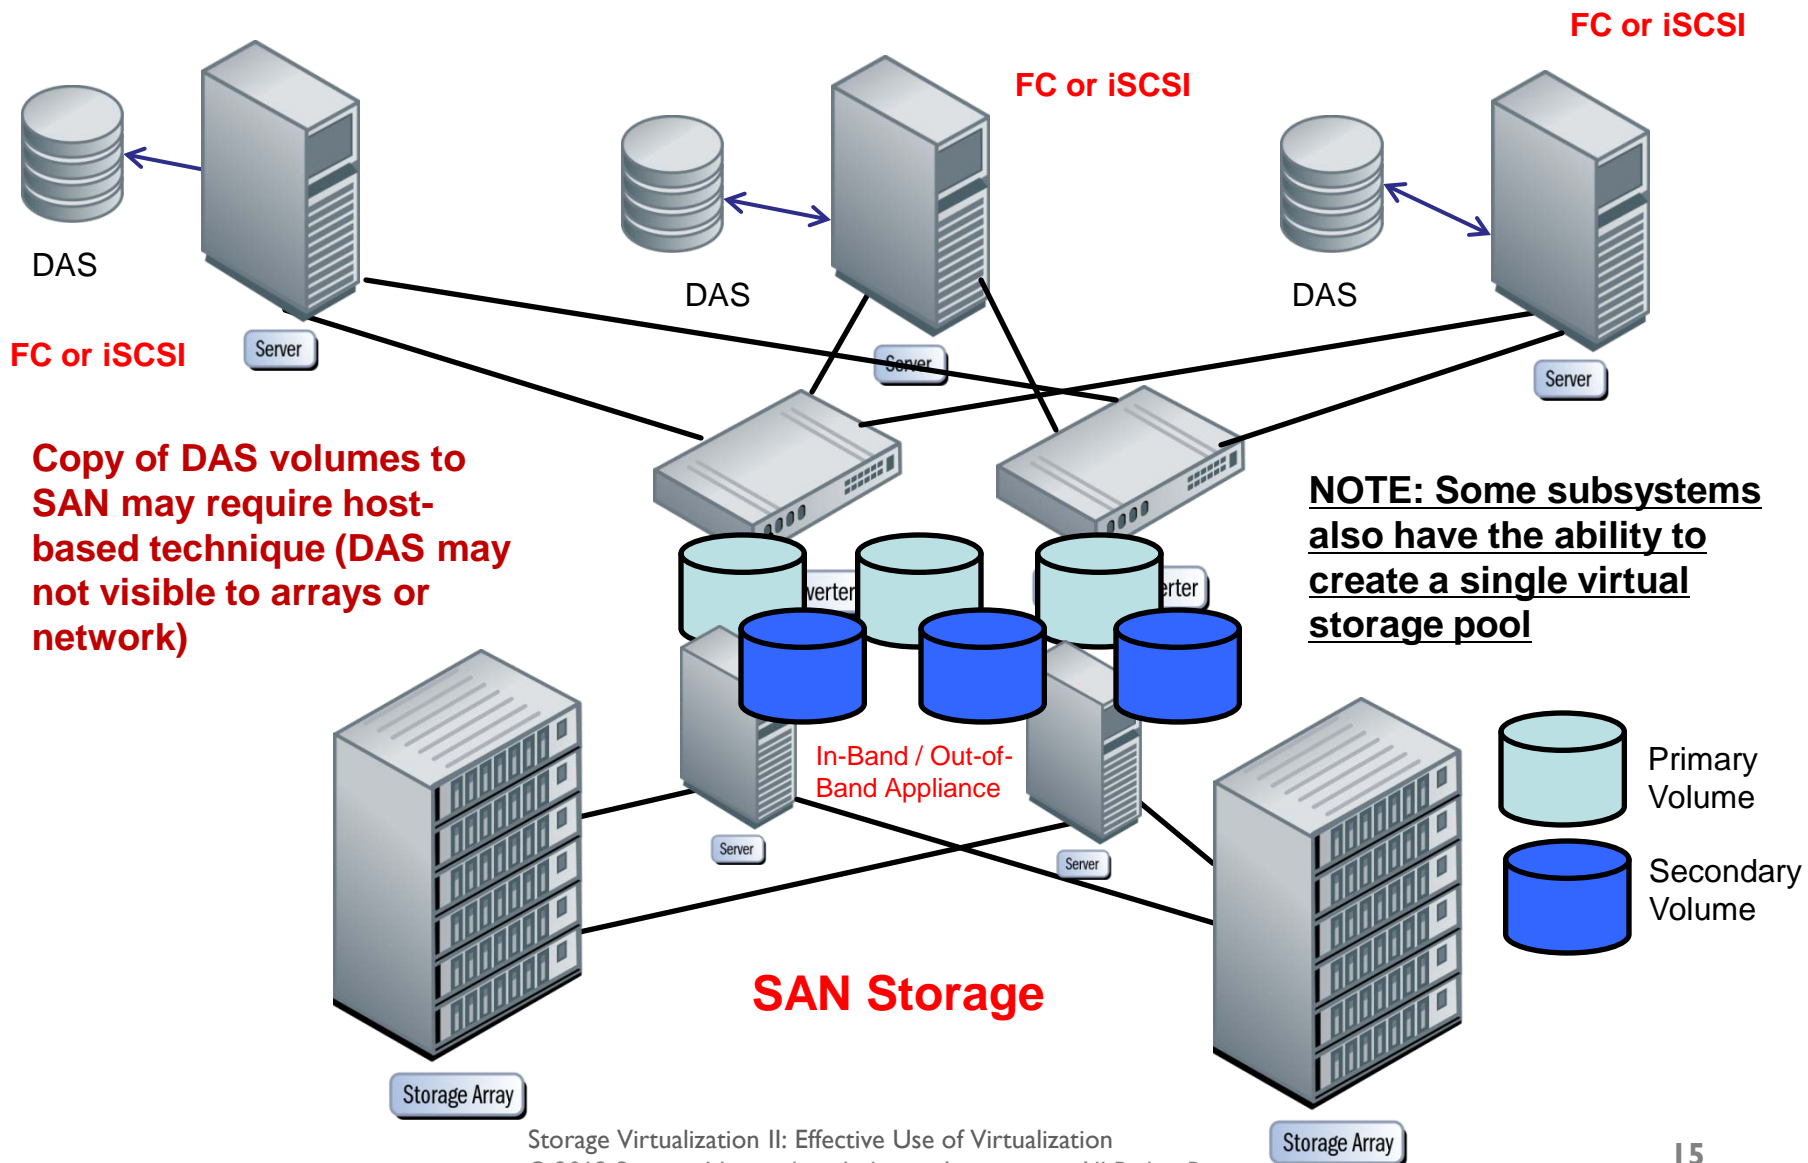 FC or iSCSI
FC or iSCSI
DAS
DAS
DAS
FC or iSCSI
Server
Server
Server
Copy of DAS volumes to
SAN may require host-
based technique (DAS may
not visible to arrays or
network)
NOTE: Some subsystems
also have the ability to
create a single virtual
storage pool
In-Band / Out-of-
Band Appliance
Primary
Volume
Server
Server
Secondary
Volume
SAN Storage
Storage Array
Storage Array
Storage Virtualization II: Effective Use of Virtualization
15